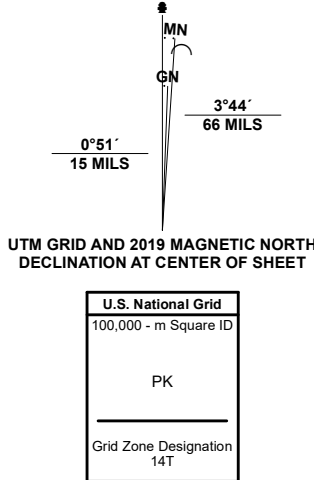 MN
GN
3°44´
66 MILS
0°51´
15 MILS
UTM GRID AND 2019 MAGNETIC NORTH
DECLINATION AT CENTER OF SHEET
U.S. National Grid
100,000 - m Square ID
PK
Grid Zone Designation
14T